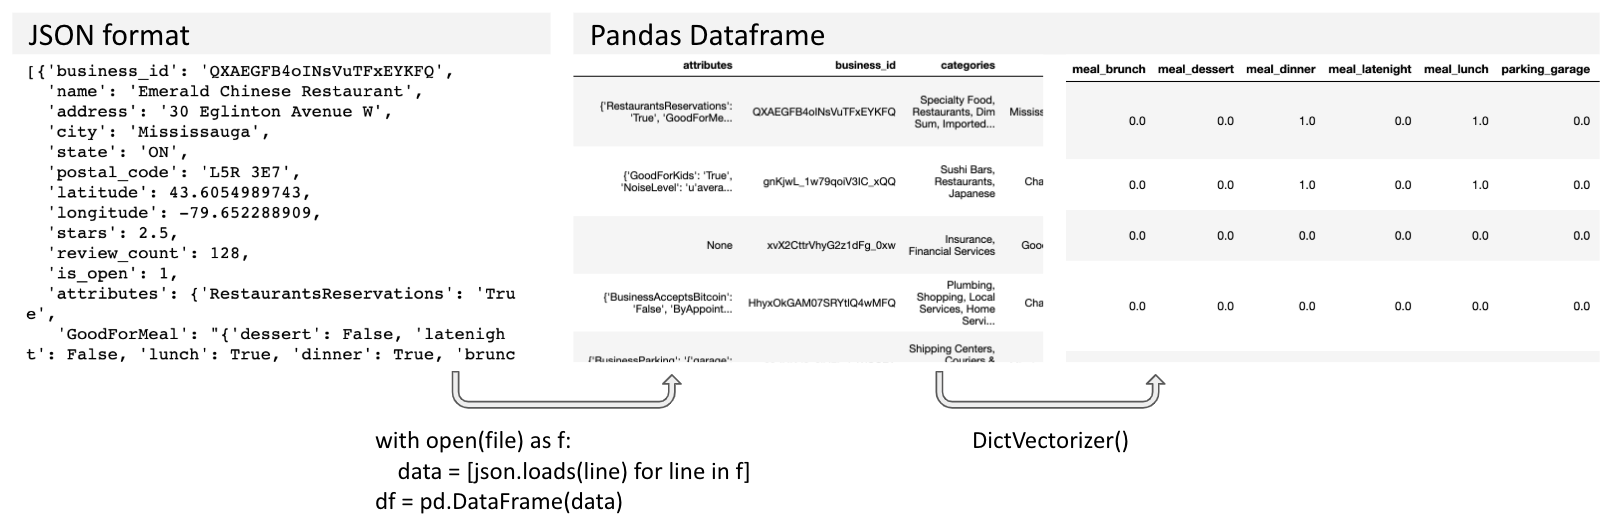 JSON format
[{'business_id': 'QXAEGFB4oINsVuTFxEYKFQ',
'name': 'Emerald Chinese Restaurant',
'address': '30 Eglinton Avenue W',
'city': 'Mississauga',
'state': 'ON',
'postal_code': 'L5R 3E7',
'latitude': 43.6054989743,
'longitude': -79.652288909,
'stars': 2.5,
'review_count': 128,
'is_open': 1,
'attributes': {'RestaurantsReservations': 'Tru
e',
'GoodForMeal': "{'dessert': False, 'latenigh
t': False, 'lunch': True, 'dinner': True, 'brunc
Pandas Dataframe
attributes business_id categories
{'RestaurantsReservations':
'True', 'GoodForMe...
QXAEGFB4oINsVuTFxEYKFQ
Specialty Food,
Restaurants, Dim
Sum, Imported...
Mississ
{'GoodForKids': 'True',
'NoiseLevel': 'u'avera...
gnKjwL_1w79qoiV3IC_xQQ
Sushi Bars,
Restaurants,
Japanese
Cha
None
xvX2CttrVhyG2z1dFg_0xw
Insurance,
Financial Services
Goo
{'BusinessAcceptsBitcoin':
'False', 'ByAppoint...
HhyxOkGAM07SRYtlQ4wMFQ
Plumbing,
Shopping, Local
Services, Home
Servi...
Cha
{'BusinessParking': '{'garage':
Shipping Centers,
Couriers &
meal_brunch meal_dessert meal_dinner meal_latenight meal_lunch parking_garage
0.0 0.0 1.0 0.0 1.0 0.0
0.0 0.0 1.0 0.0 1.0 0.0
0.0 0.0 0.0 0.0 0.0 0.0
0.0 0.0 0.0 0.0 0.0 0.0
with open(file) as f:
data = [json.loads(line) for line in f]
df = pd.DataFrame(data)
DictVectorizer()